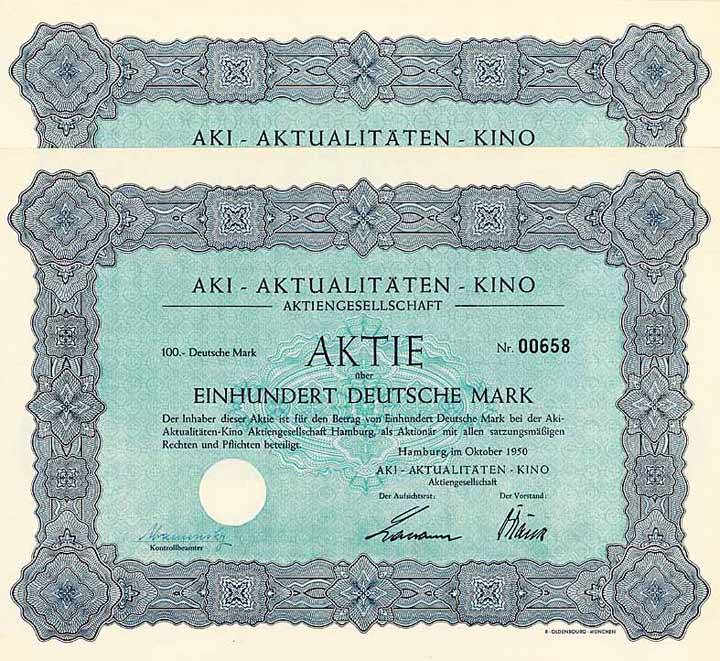 AKI - AKTUALITÄTEN - KINO
AKI - AKTUALITÄTEN - KINO
AKTIENGESELLSCHAFT
100.- Deutsche Mark
AKTIE
Nr. 00658
über
EINHUNDERT DEUTSCHE MARK
Der Inhaber dieser Aktie ist für den Betrag von Einhundert Deutsche Mark bei der Aki-
Aktualitäten-Kino Aktiengesellschaft Hamburg, als Aktionär mit allen satzungsmäßigen
Rechten und Pflichten beteiligt.
Hamburg, im Oktober 1950
AKI - AKTUALITÄTEN - KINO
Aktiengesellschaft
Der Aufsichtsrat:
Der Vorstand:
Kontrollbeamter
R · OLDENBOURG · MÜNCHEN